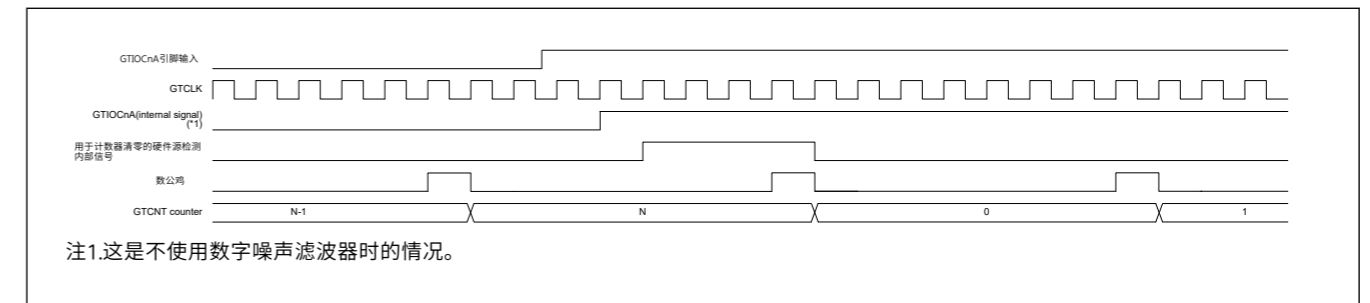 GTIOCnA引脚输入
GTCLK
GTIOCnA(internal signal)
(*1)
用于计数器清零的硬件源检测
内部信号
数公鸡
GTCNT counter
N-1
N
0
1
注1.这是不使用数字噪声滤波器时的情况。